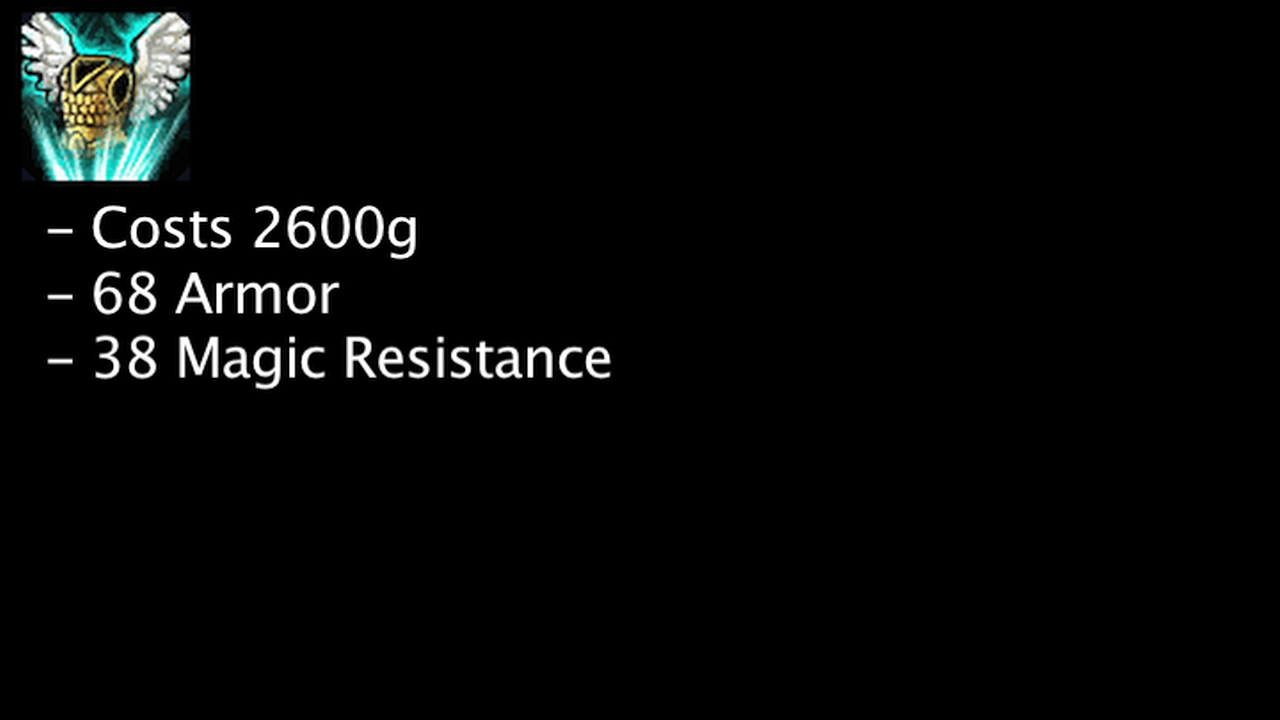 – Costs 2600g
– 68 Armor
– 38 Magic Resistance